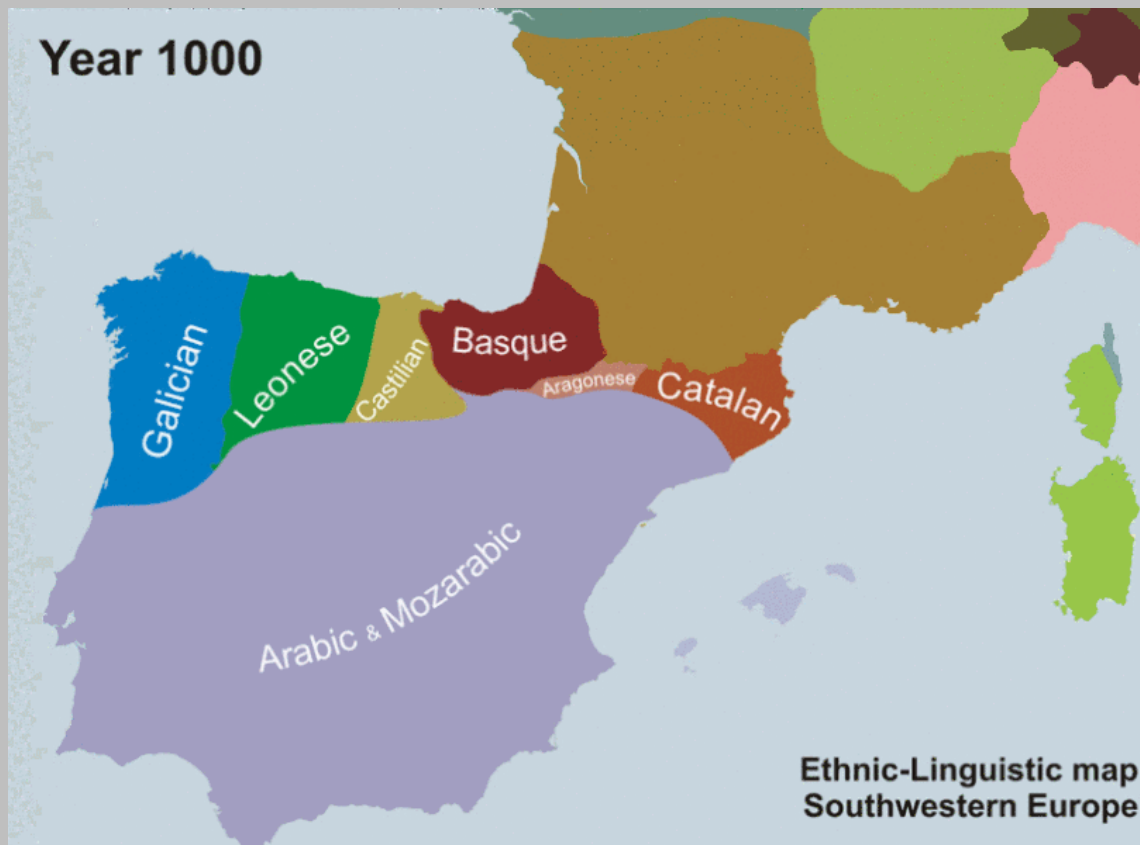 Year 1000
Galician
Leonese
Castilian
Basque
Aragonese
Catalan
Arabic & Mozarabic
Ethnic-Linguistic map
Southwestern Europe